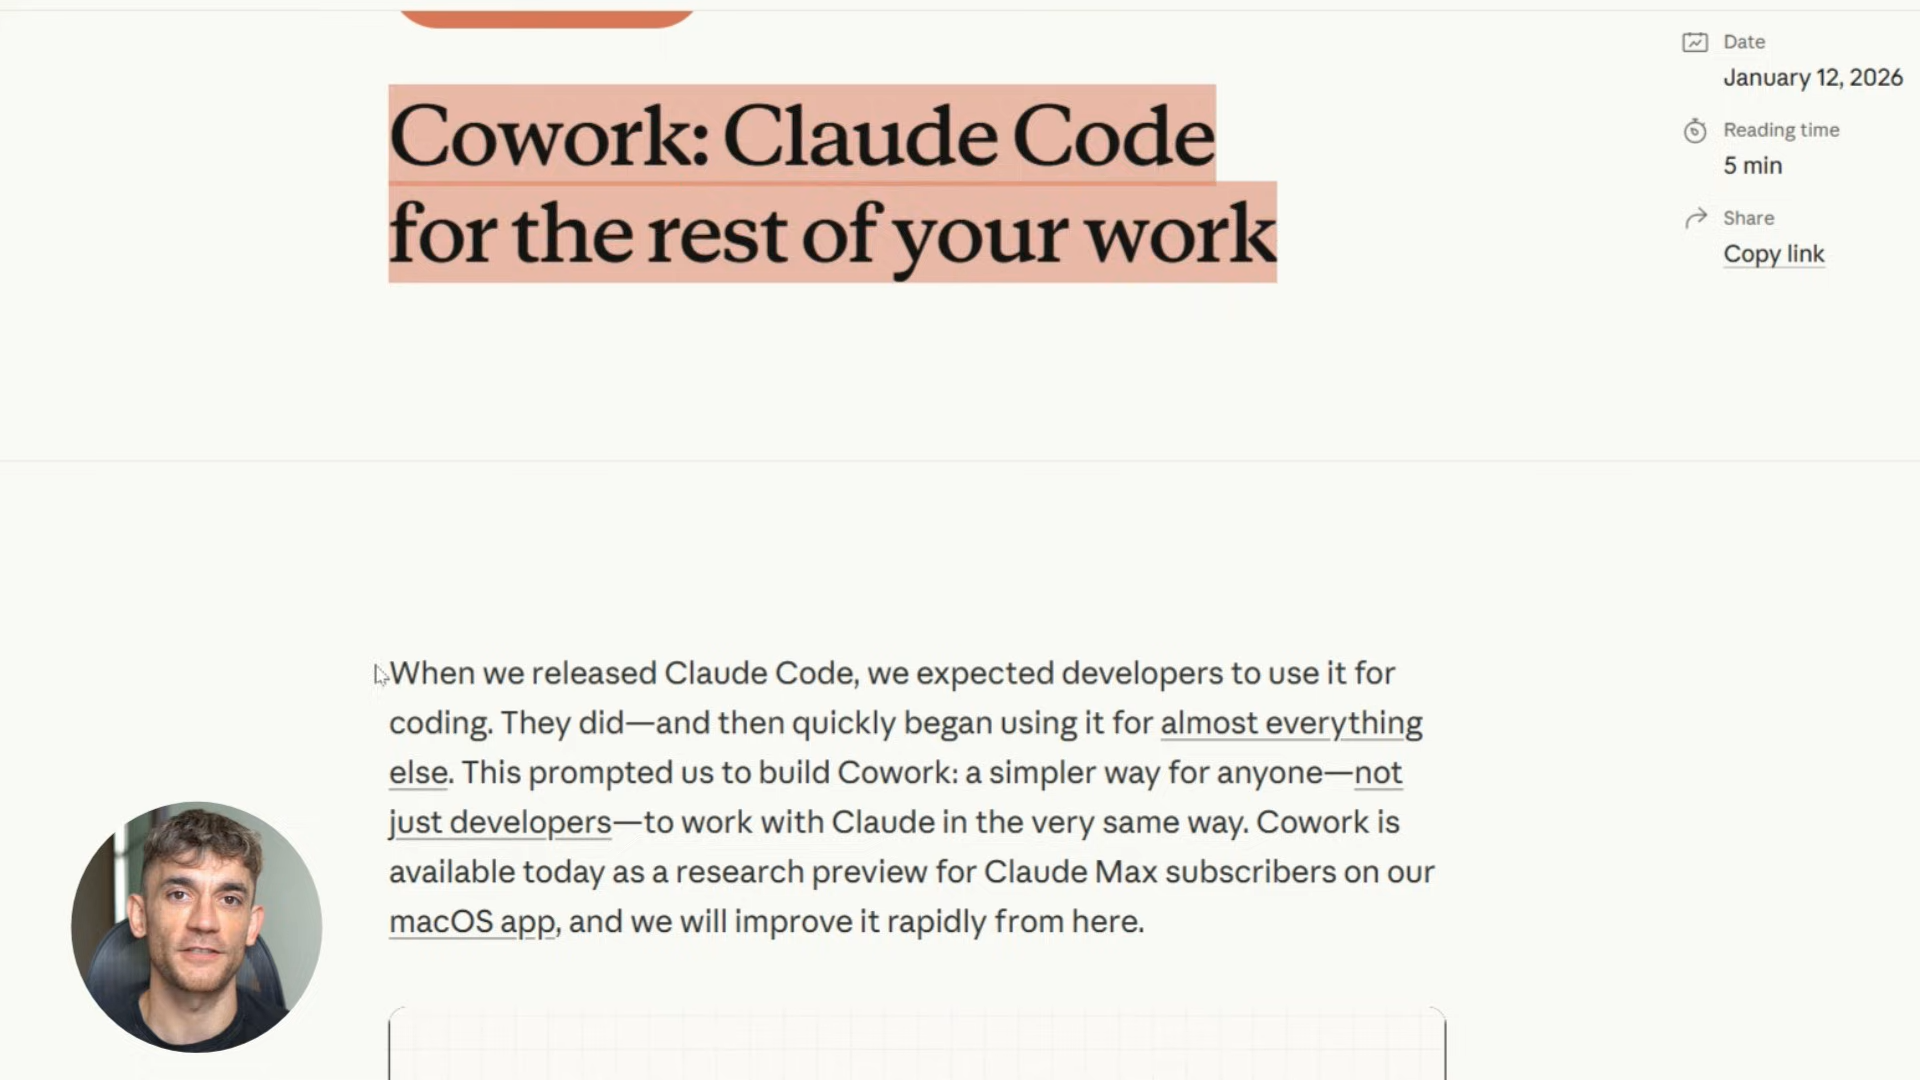 Cowork: Claude Code
for the rest of your work
Date
January 12, 2026
Reading time
5 min
Share
Copy link
When we released Claude Code, we expected developers to use it for
coding. They did—and then quickly began using it for almost everything
else. This prompted us to build Cowork: a simpler way for anyone—not
just developers—to work with Claude in the very same way. Cowork is
available today as a research preview for Claude Max subscribers on our
macOS app, and we will improve it rapidly from here.